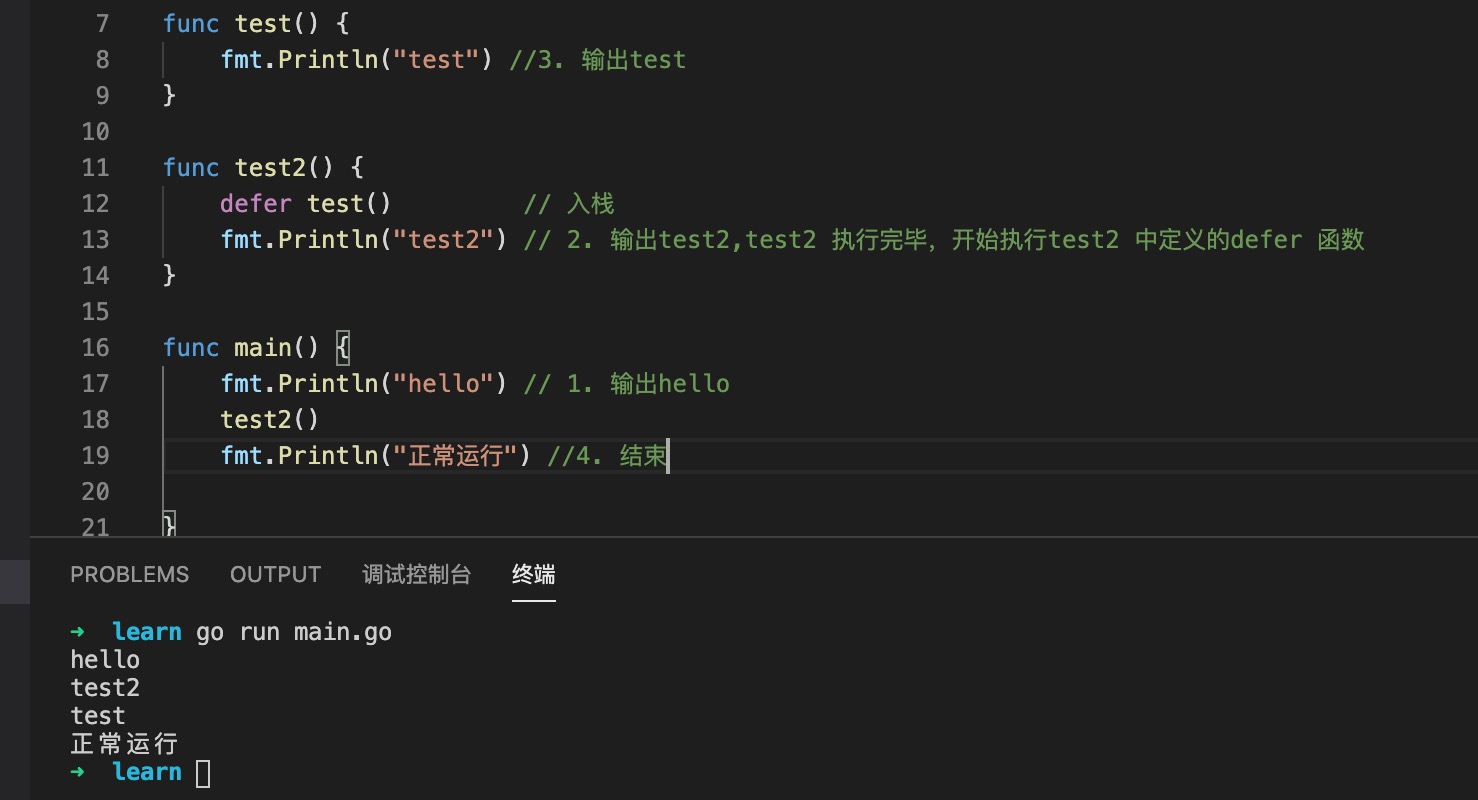 7 func test() {
8 fmt.Println("test") //3. 输出test
9 }
10
11 func test2() {
12 defer test() // 入栈
13 fmt.Println("test2") // 2. 输出test2,test2 执行完毕，开始执行test2 中定义的defer 函数
14 }
15
16 func main() {
17 fmt.Println("hello") // 1. 输出hello
18 test2()
19 fmt.Println("正常运行") //4. 结束
20
21 }
PROBLEMS OUTPUT 调试控制台 终端
➜ learn go run main.go
hello
test2
test
正常运行
➜ learn